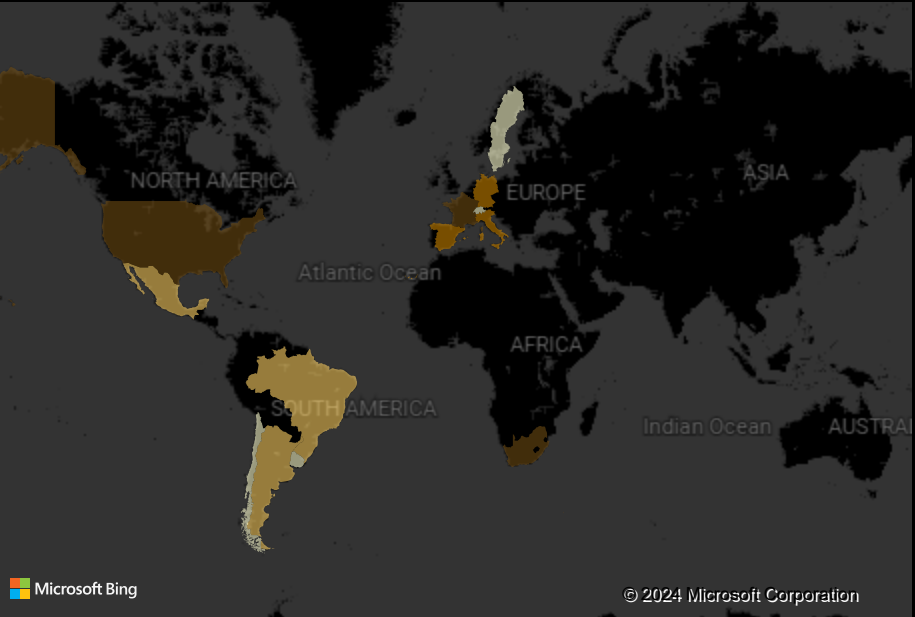 NORTH AMERICA
ASIA
EUROPE
Atlantic Ocean
AFRICA
SOUTH AMERICA
Indian Ocean
AUSTRA
Microsoft Bing
© 2024 Microsoft Corporation